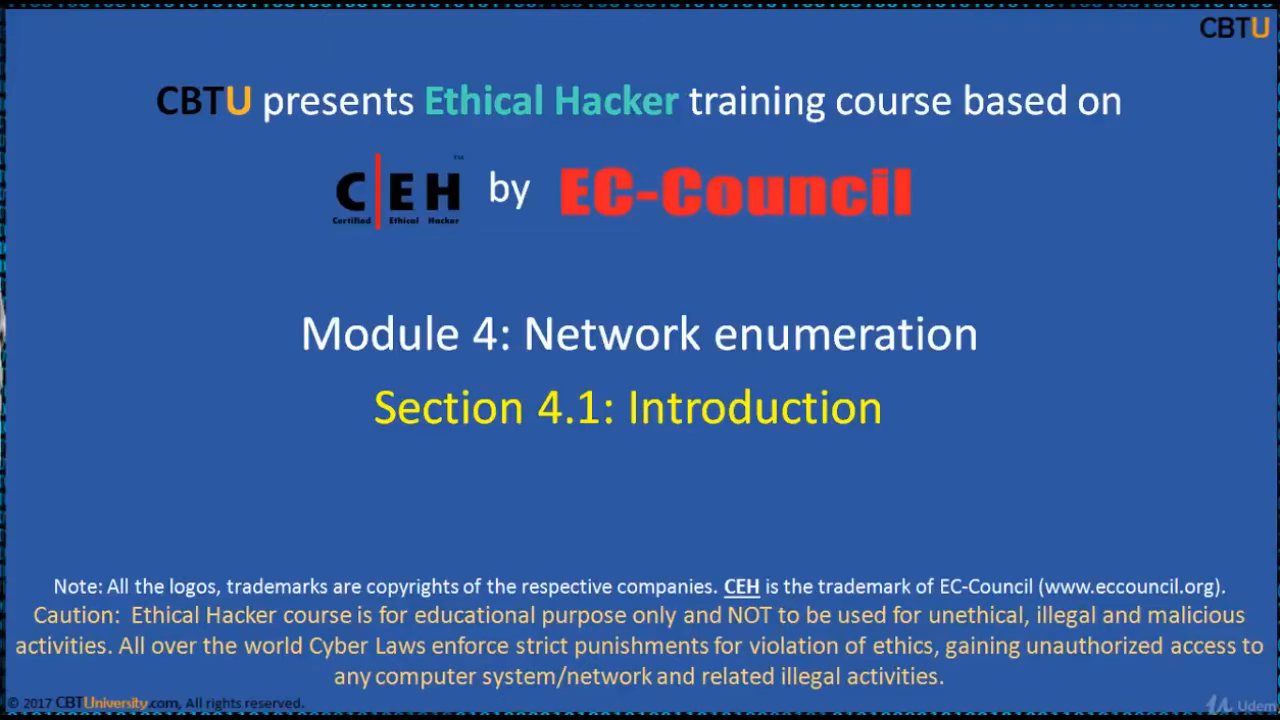 CBTU
CBTU presents Ethical Hacker training course based on
CEH™ by EC-Council
Certified Ethical Hacker
Module 4: Network enumeration
Section 4.1: Introduction
Note: All the logos, trademarks are copyrights of the respective companies. CEH is the trademark of EC-Council (www.eccouncil.org).
Caution: Ethical Hacker course is for educational purpose only and NOT to be used for unethical, illegal and malicious
activities. All over the world Cyber Laws enforce strict punishments for violation of ethics, gaining unauthorized access to
any computer system/network and related illegal activities.
© 2017 CBTUniversity.com, All rights reserved.